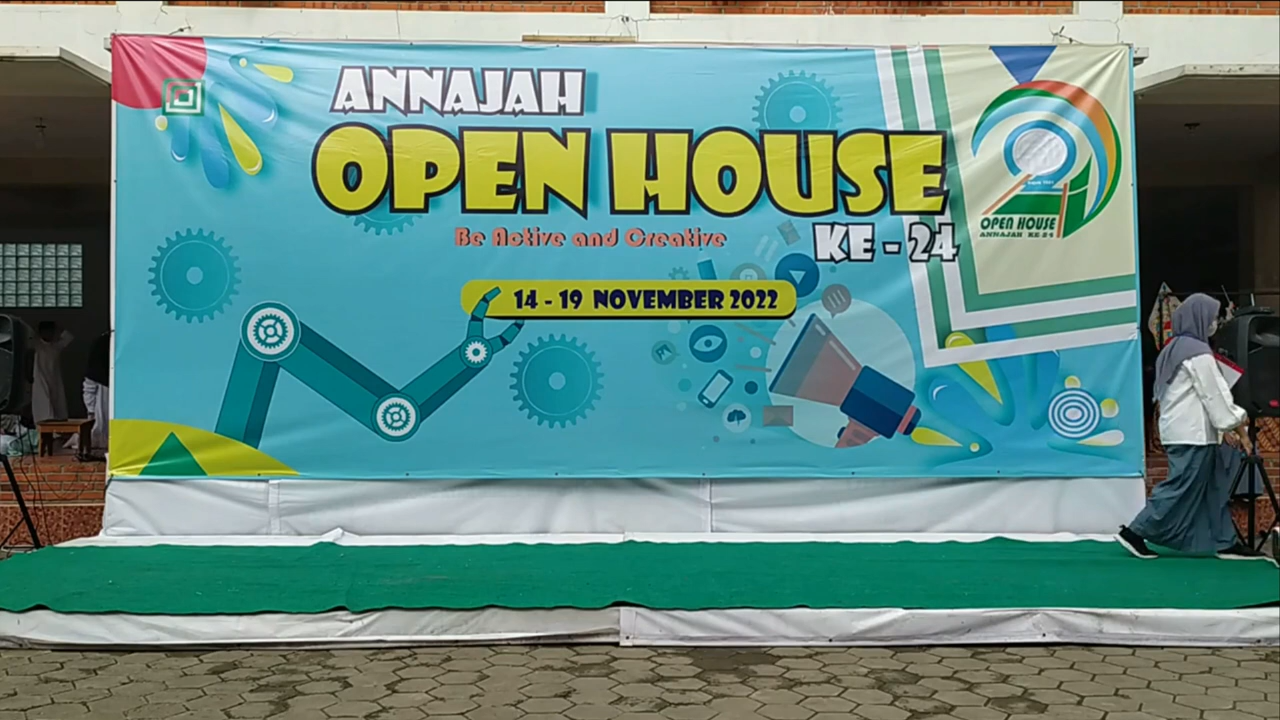 ANNAJAH
OPEN HOUSE
Be Active and Creative
KE - 24
14 - 19 NOVEMBER 2022
OPEN HOUSE
ANNAJAH KE 24